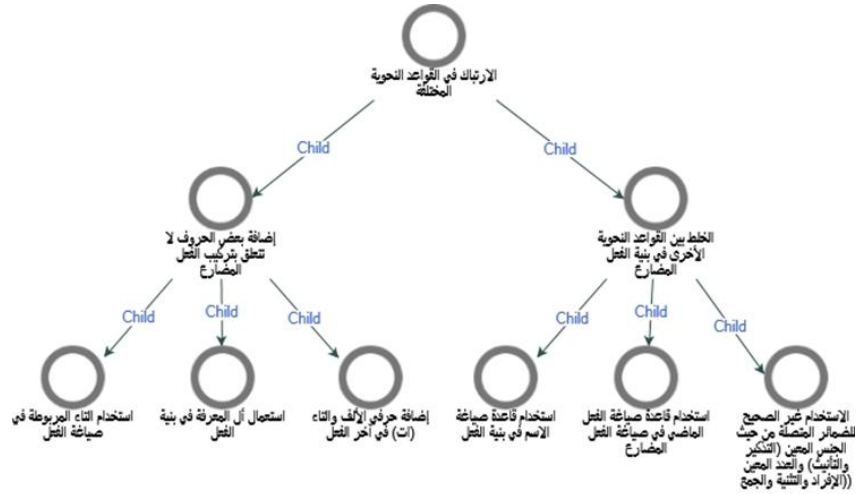 الارتباك في القواعد النحوية
المختلفة
Child
Child
الخلط بين القواعد النحوية
الأخرى في بنية الفعل
المضارع
إضافة بعض الحروف لا
تتعلق بتركيب الفعل
المضارع
Child
Child
Child
Child
Child
Child
الاستخدام غير الصحيح
للضمائر المتصلة من حيث
الجنس المعين (التذكير
والتأنيث) والعدد المعين
((الإفراد والتثنية والجمع
استخدام قاعدة صياغة الفعل
الماضي في صياغة الفعل
المضارع
استخدام قاعدة صياغة
الاسم في بنية الفعل
إضافة حرفي الألف والتاء
(ات) في آخر الفعل
استعمال أل المعرفة في بنية
الفعل
استخدام التاء المربوطة في
صياغة الفعل